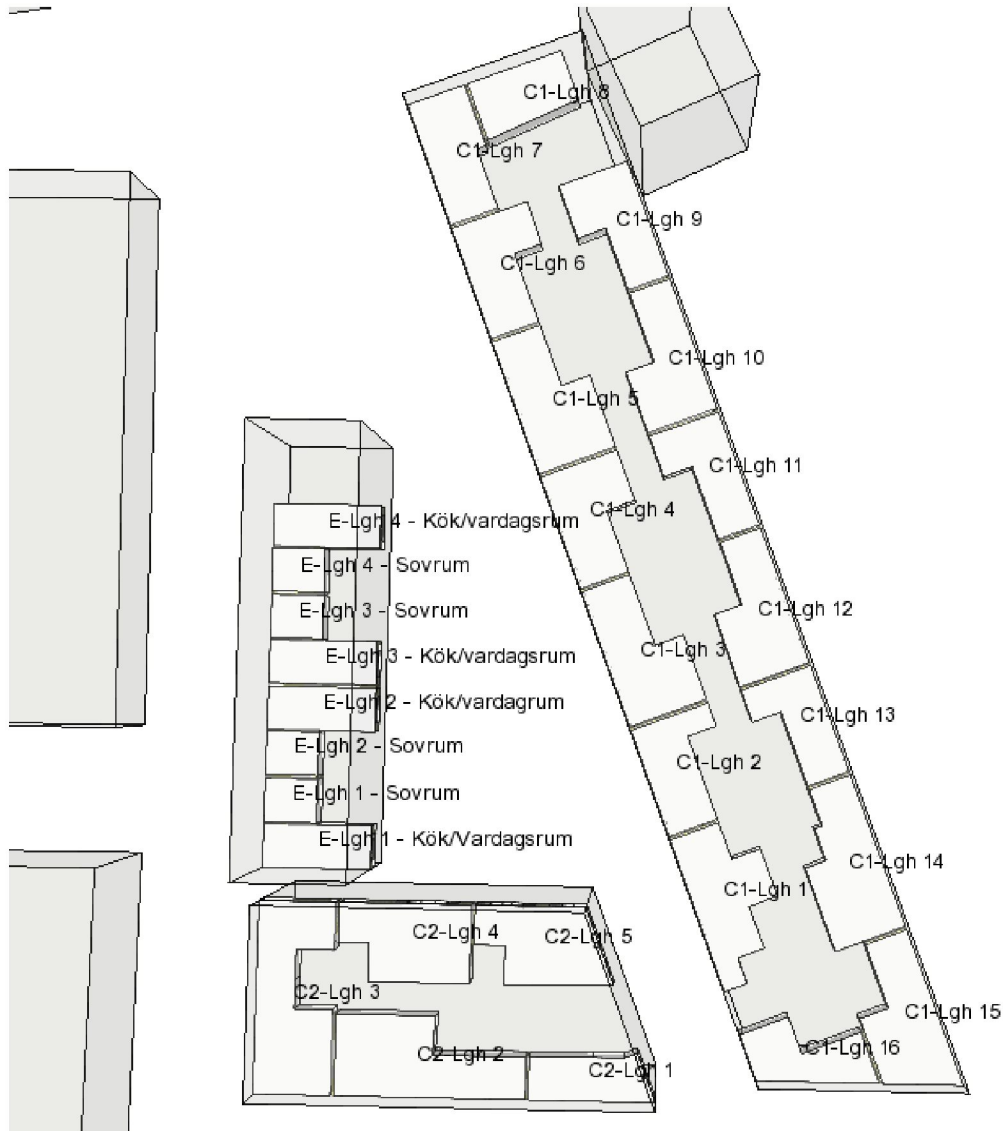 C1-Lgh 8
C1-Lgh 7
C1-Lgh 9
C1-Lgh 6
C1-Lgh 10
C1-Lgh 5
C1-Lgh 11
C1-Lgh 4
E-Lgh 4 - Kök/vardagsrum
E-Lgh 4 - Sovrum
E-Lgh 3 - Sovrum
C1-Lgh 12
C1-Lgh 3
E-Lgh 3 - Kök/vardagsrum
E-Lgh 2 - Kök/vardagrum
C1-Lgh 13
E-Lgh 2 - Sovrum
C1-Lgh 2
E-Lgh 1 - Sovrum
E-Lgh 1 - Kök/Vardagsrum
C1-Lgh 14
C1-Lgh 1
C2-Lgh 4
C2-Lgh 5
C2-Lgh 3
C1-Lgh 15
C1-Lgh 16
C2-Lgh 2
C2-Lgh 1